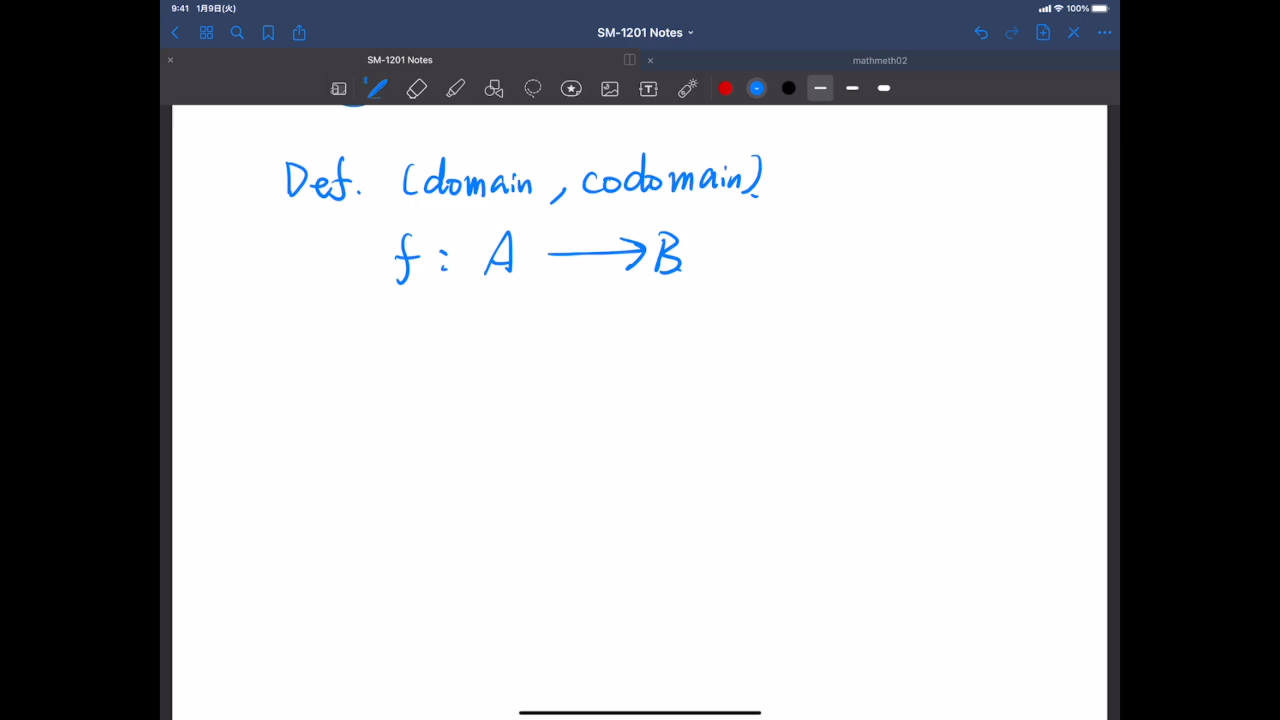 9:41 1月9日(火) 100%
SM-1201 Notes
SM-1201 Notes mathmeth02
Def. (domain, codomain)
f : A → B